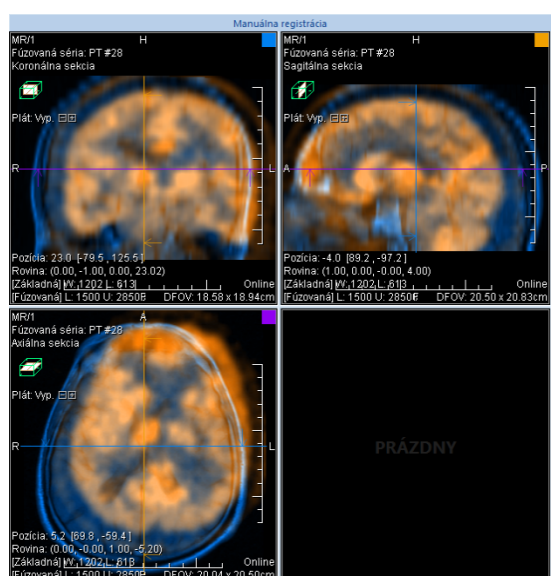 Manuálna registrácia
MR/1 H
Fúzovaná séria: PT #28
Koronálna sekcia
Plát: Vyp.
R L
Pozícia: 23.0 [-79.5 , 125.5 ]
Rovina: (0.00, -1.00, 0.00, 23.02)
[Základná] W: 1202 L: 613 Online
[Fúzovaná] L: 1500 U: 28506 DFOV: 18.58 x 18.94cm
MR/1 H
Fúzovaná séria: PT #28
Sagitálna sekcia
Plát: Vyp.
A P
Pozícia: -4.0 [89.2 , -97.2 ]
Rovina: (1.00, 0.00, -0.00, 4.00)
[Základná] W: 1202 L: 613 Online
[Fúzovaná] L: 1500 U: DFOV: 20.50 x 20.83cm
MR/1 A
Fúzovaná séria: PT #28
Axiálna sekcia
Plát: Vyp.
R L
Pozícia: 5.2 [69.8 , -59.4 ]
Rovina: (0.00, -0.00, 1.00, -5.20)
[Základná] W: 1202 L: 613 Online
[Fúzovaná] L: 1500 U: DFOV: 20.04 x 20.50cm
PRÁZDNY